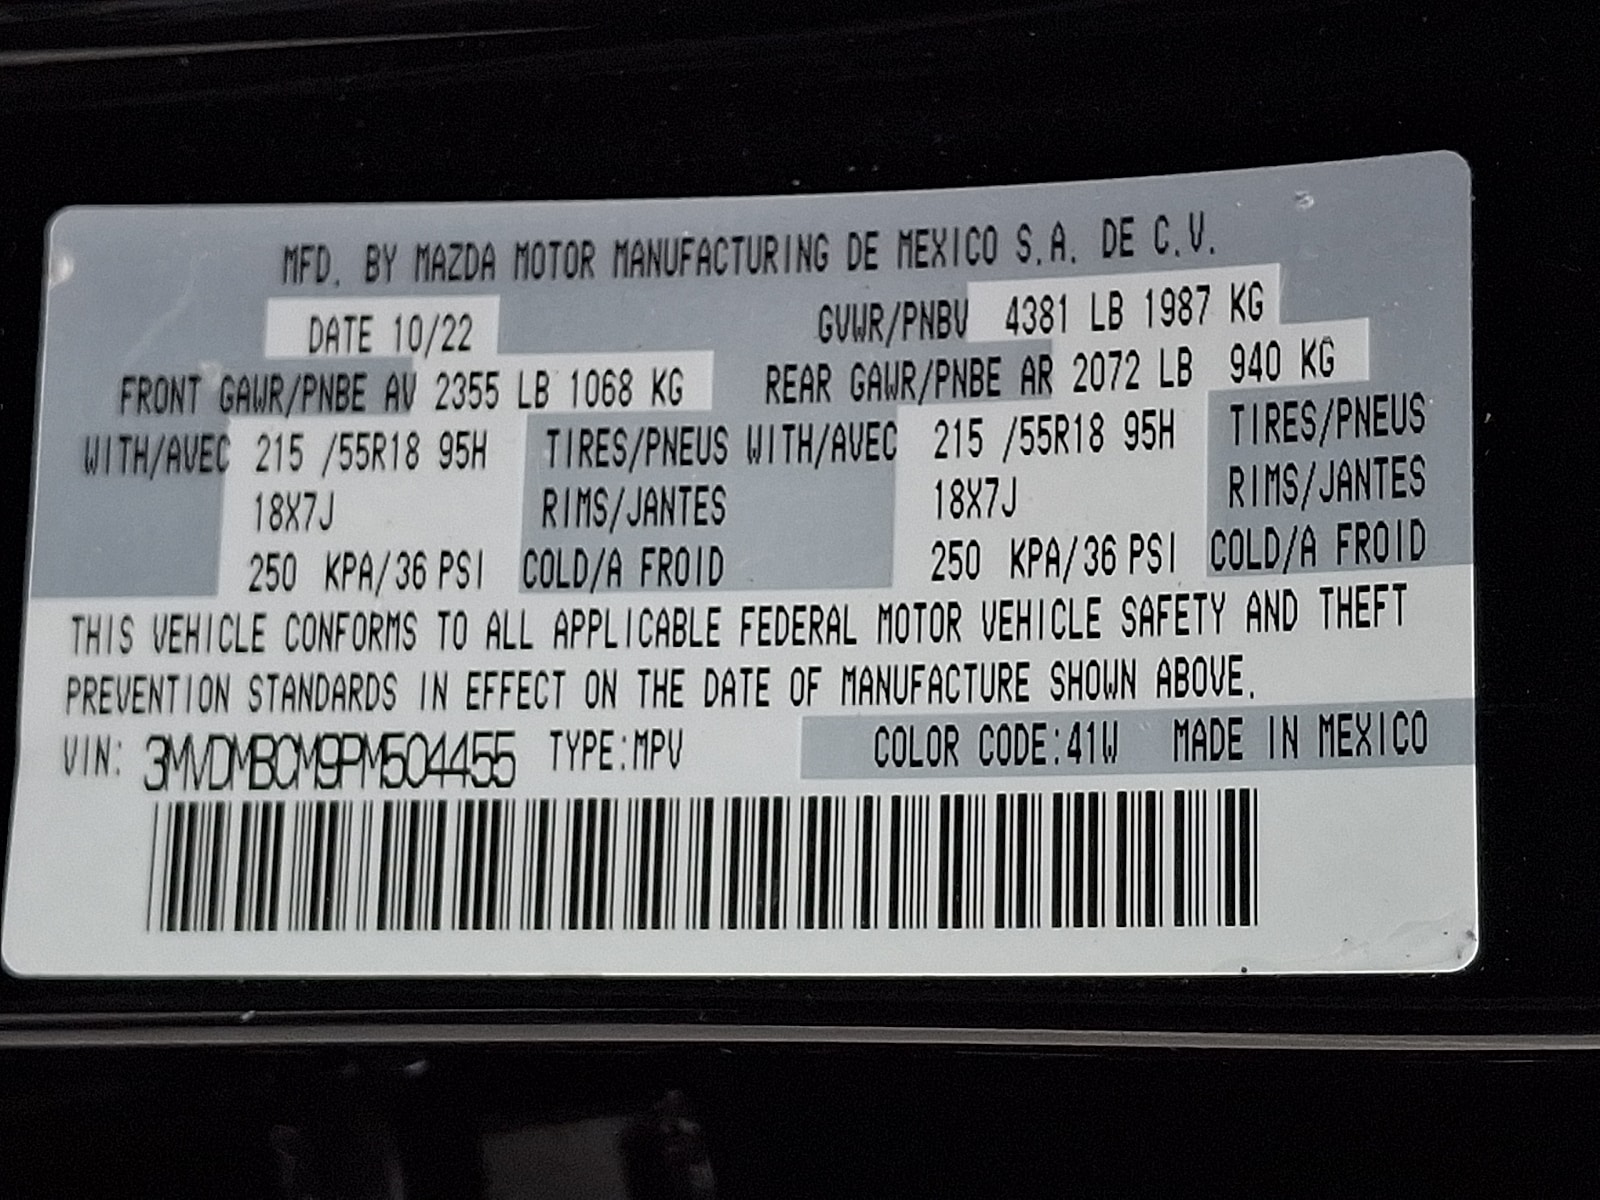 MFD. BY MAZDA MOTOR MANUFACTURING DE MEXICO S.A. DE C.V.
DATE 10/22 GVWR/PNBV 4381 LB 1987 KG
FRONT GAWR/PNBE AV 2355 LB 1068 KG REAR GAWR/PNBE AR 2072 LB 940 KG
WITH/AVEC 215 /55R18 95H TIRES/PNEUS WITH/AVEC 215 /55R18 95H TIRES/PNEUS
18X7J RIMS/JANTES 18X7J RIMS/JANTES
250 KPA/36 PSI COLD/A FROID 250 KPA/36 PSI COLD/A FROID
THIS VEHICLE CONFORMS TO ALL APPLICABLE FEDERAL MOTOR VEHICLE SAFETY AND THEFT
PREVENTION STANDARDS IN EFFECT ON THE DATE OF MANUFACTURE SHOWN ABOVE.
VIN: 3MVDMBCM9PM504455 TYPE:MPV COLOR CODE:41W MADE IN MEXICO